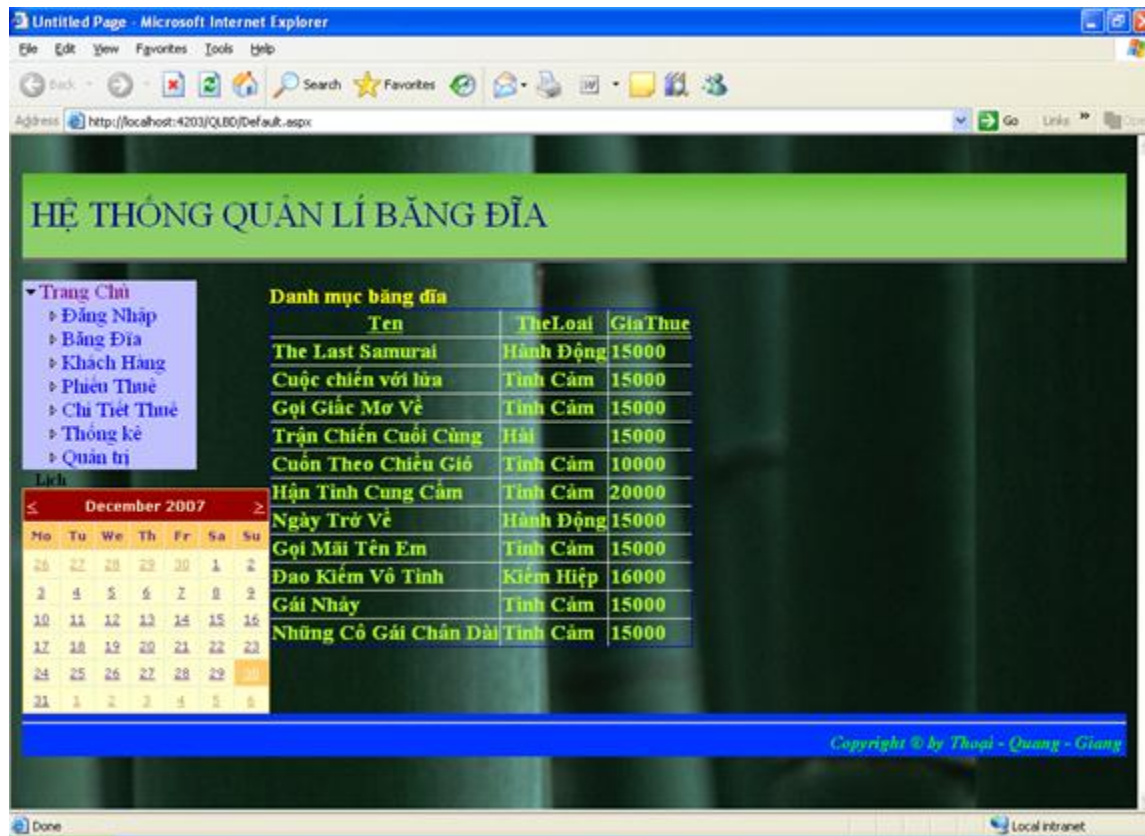 Untitled Page - Microsoft Internet Explorer
File Edit View Favorites Tools Help
Back Search Favorites
Address http://localhost:4203/QLBD/Default.aspx Go Links
HỆ THỐNG QUẢN LÍ BĂNG ĐĨA
Trang Chủ
Đăng Nhập
Băng Đĩa
Khách Hàng
Phiếu Thuê
Chi Tiết Thuê
Thống kê
Quản trị
Lịch
< December 2007 >
Mo Tu We Th Fr Sa Su
26 27 28 29 30 1 2
3 4 5 6 7 8 9
10 11 12 13 14 15 16
17 18 19 20 21 22 23
24 25 26 27 28 29 30
31 1 2 3 4 5 6
Danh mục băng đĩa
Ten TheLoai GiaThue
The Last Samurai Hành Động 15000
Cuộc chiến với lửa Tình Cảm 15000
Gọi Giấc Mơ Về Tình Cảm 15000
Trận Chiến Cuối Cùng Hài 15000
Cuốn Theo Chiều Gió Tình Cảm 10000
Hận Tình Cung Cấm Tình Cảm 20000
Ngày Trở Về Hành Động 15000
Gọi Mãi Tên Em Tình Cảm 15000
Đao Kiếm Vô Tình Kiếm Hiệp 16000
Gái Nhảy Tình Cảm 15000
Những Cô Gái Chân Dài Tình Cảm 15000
Copyright © by Thoại - Quang - Giang
Done Local intranet